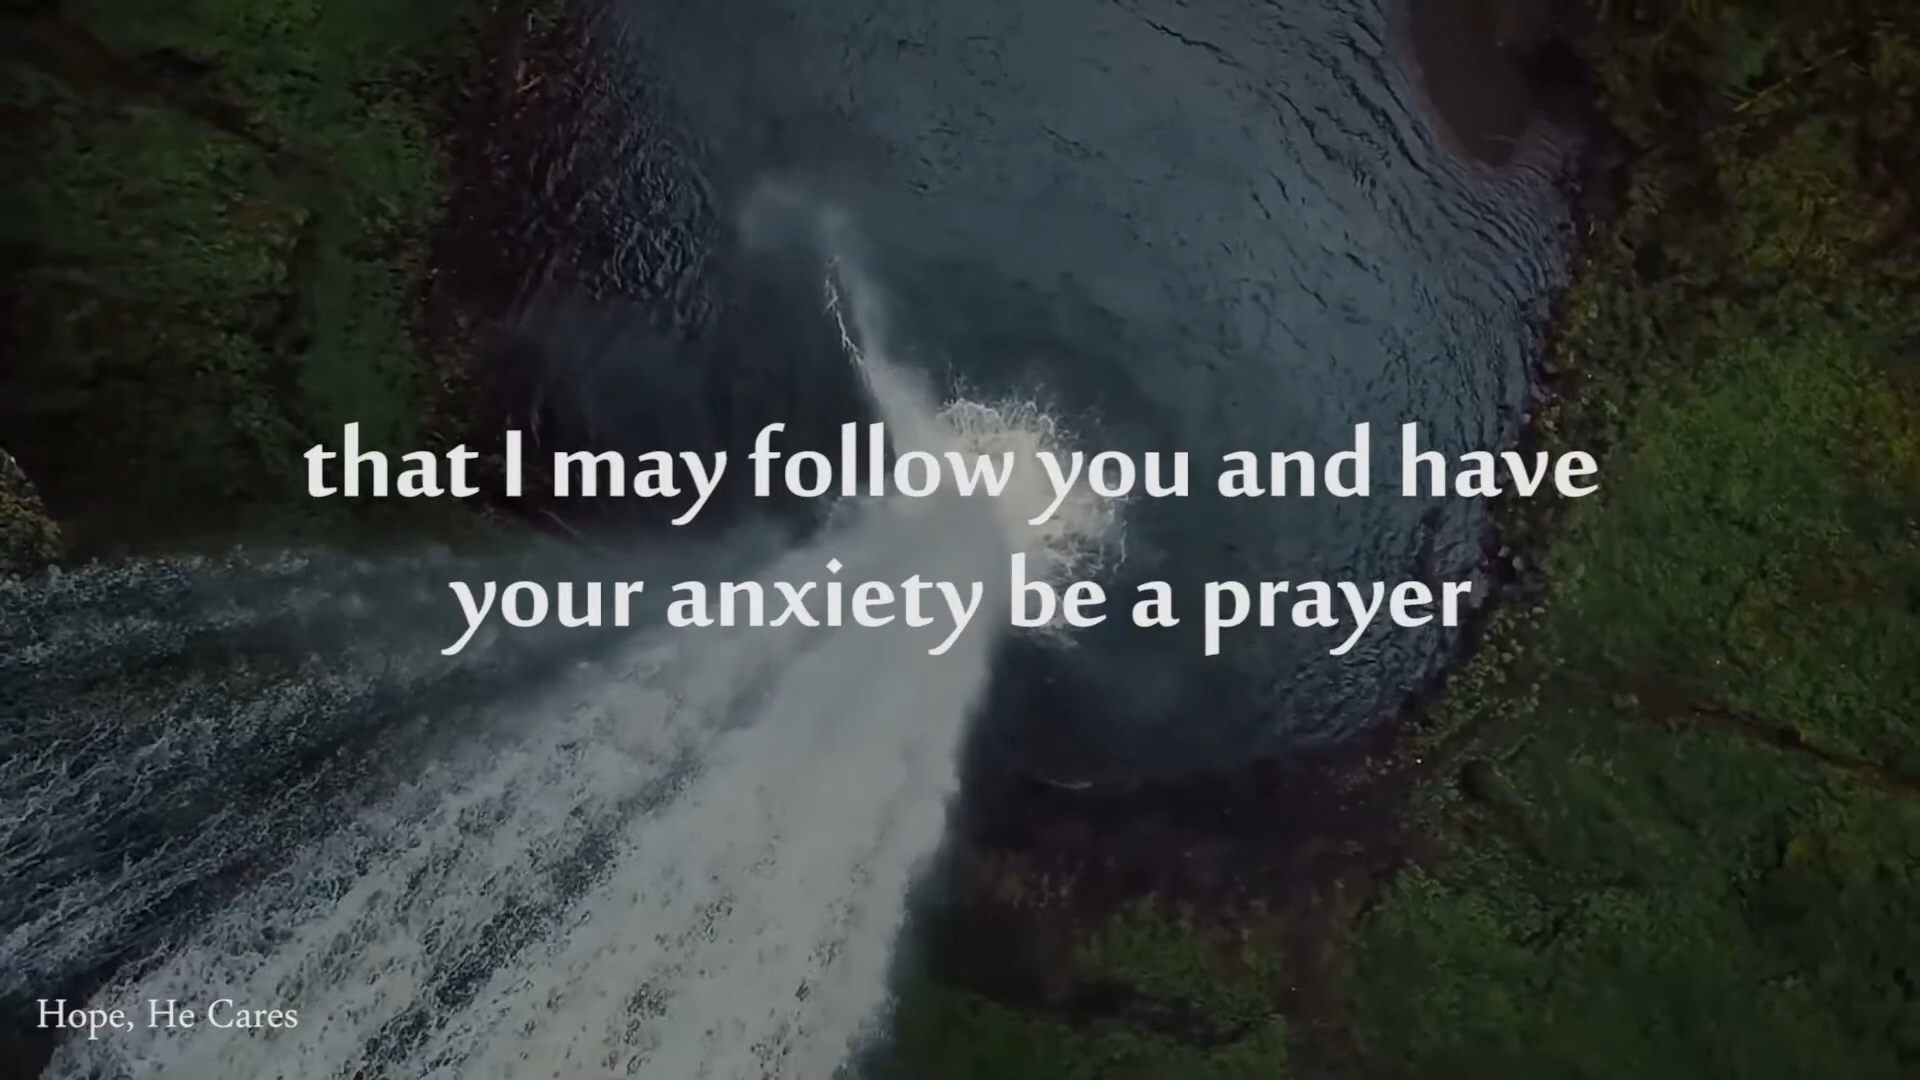 that I may follow you and have
your anxiety be a prayer
Hope, He Cares